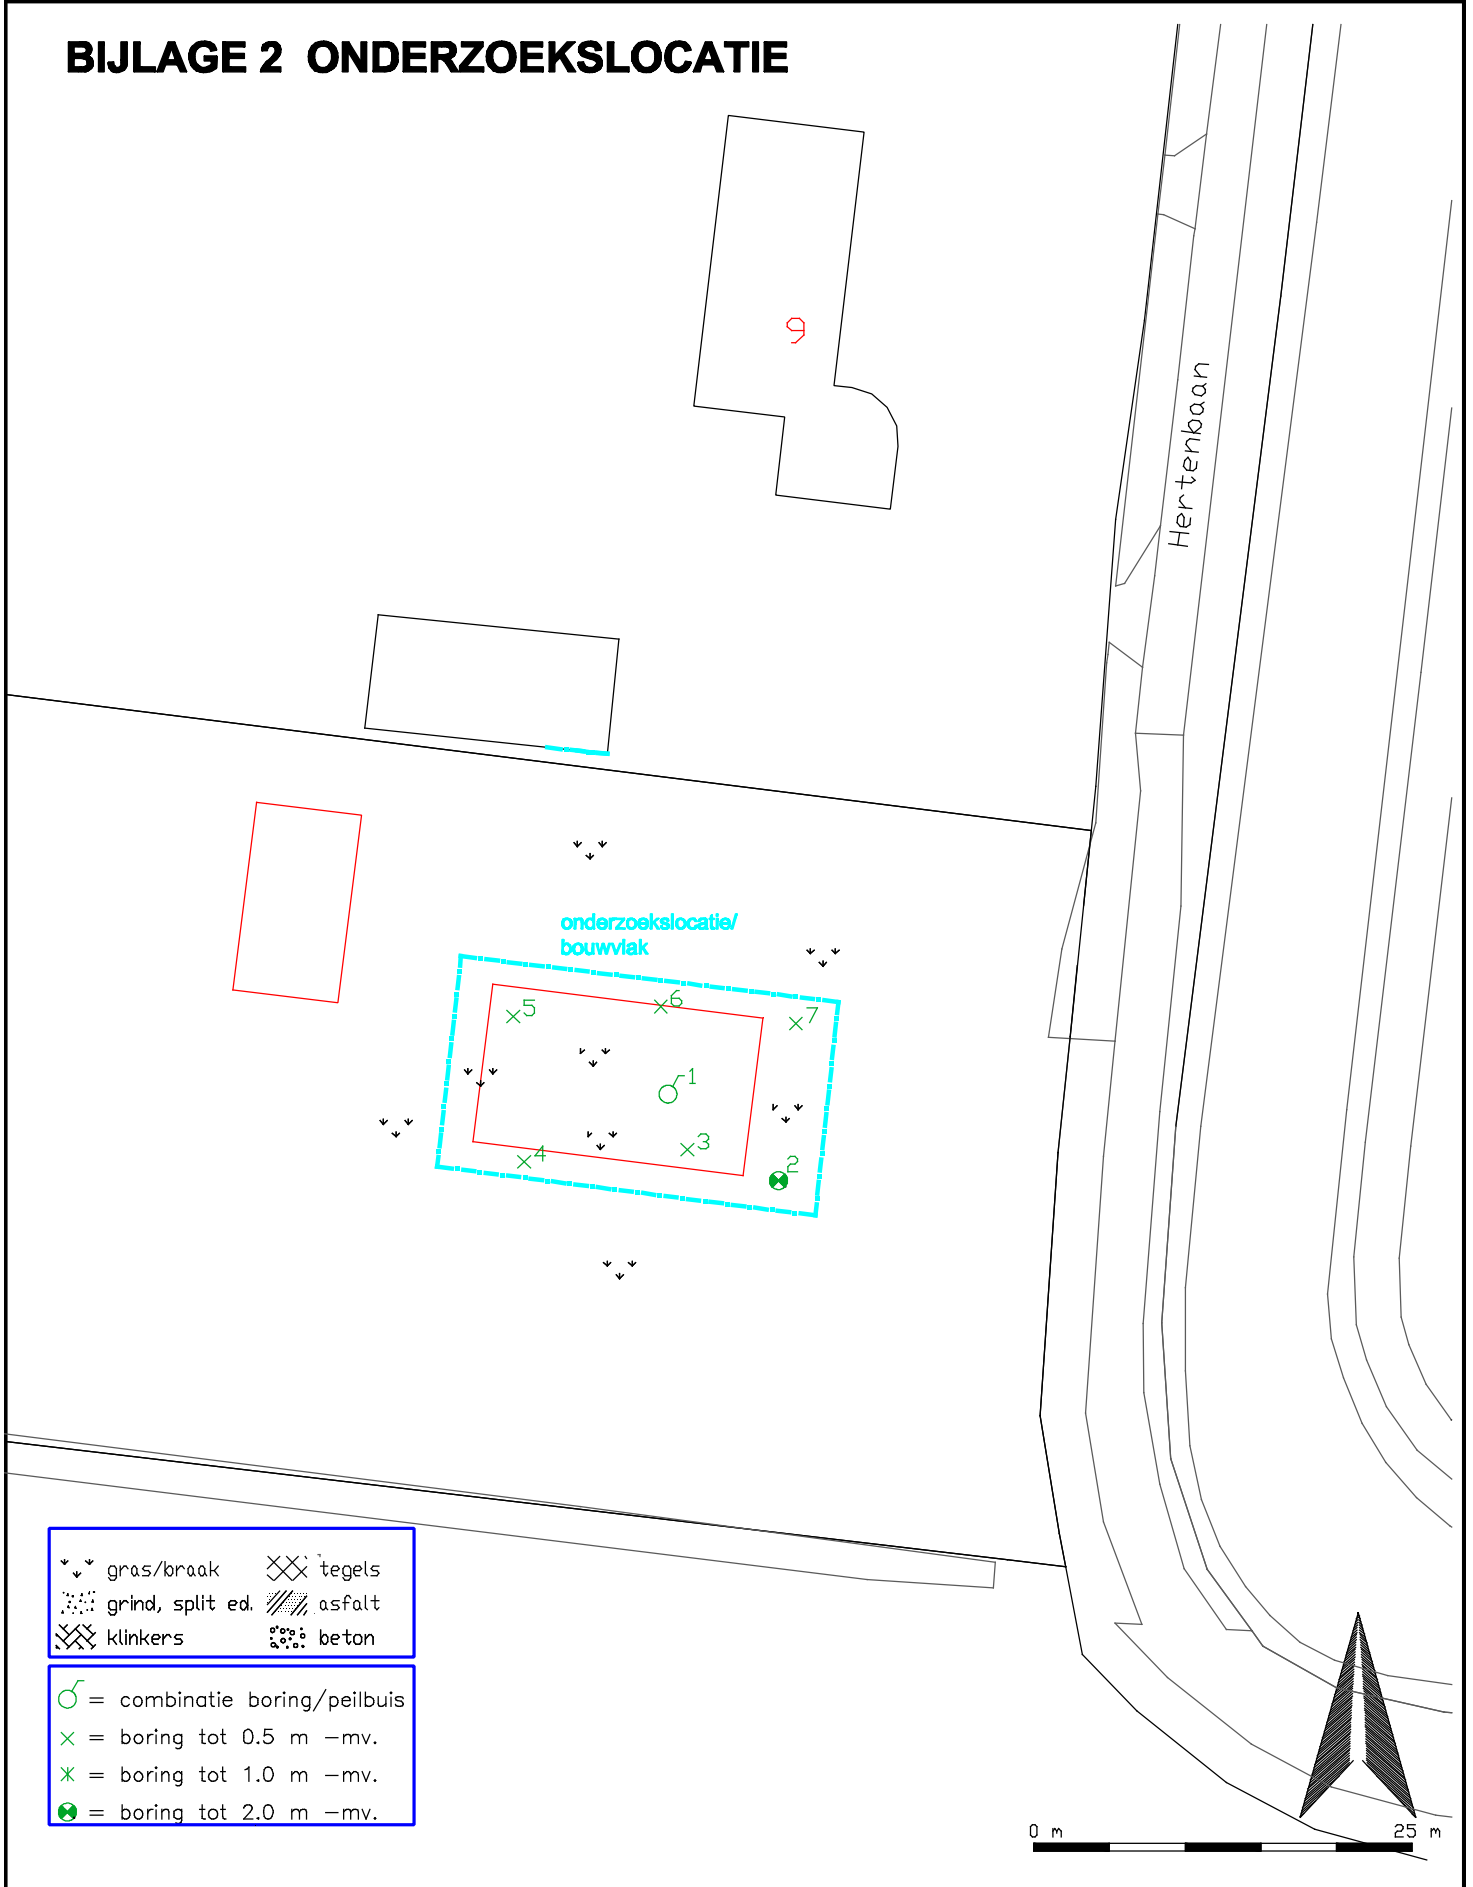 BIJLAGE 2 ONDERZOEKSLOCATIE
9
Hertenbaan
onderzoekslocatie/
bouwvlak
5
6
7
1
3
4
2
gras/braak
tegels
grind, split ed.
asfalt
klinkers
beton
= combinatie boring/peilbuis
= boring tot 0.5 m -mv.
= boring tot 1.0 m -mv.
= boring tot 2.0 m -mv.
0 m
25 m